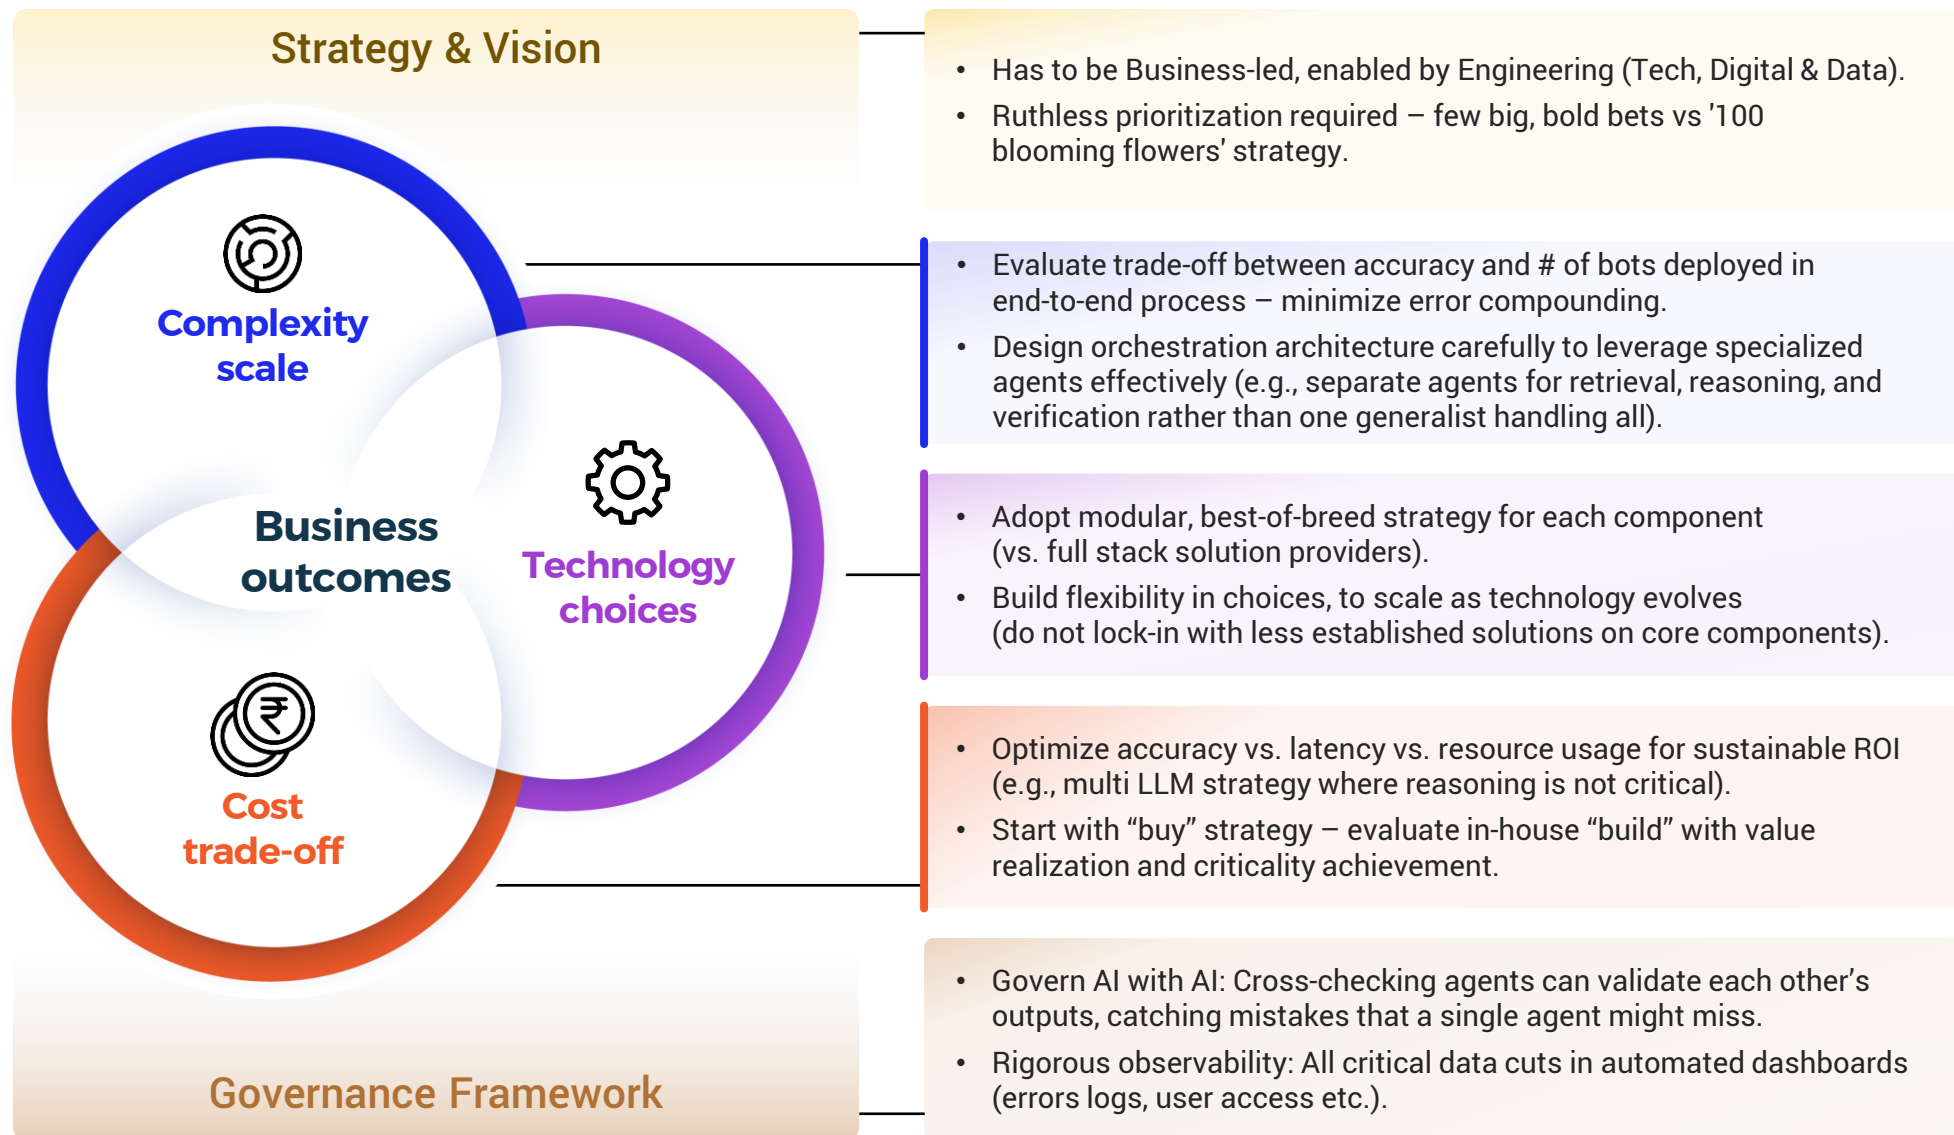 Strategy & Vision
• Has to be Business-led, enabled by Engineering (Tech, Digital & Data).
• Ruthless prioritization required – few big, bold bets vs '100
blooming flowers' strategy.
Complexity
scale
• Evaluate trade-off between accuracy and # of bots deployed in
end-to-end process – minimize error compounding.
• Design orchestration architecture carefully to leverage specialized
agents effectively (e.g., separate agents for retrieval, reasoning, and
verification rather than one generalist handling all).
Business
outcomes
Technology
choices
• Adopt modular, best-of-breed strategy for each component
(vs. full stack solution providers).
• Build flexibility in choices, to scale as technology evolves
(do not lock-in with less established solutions on core components).
₹
Cost
trade-off
• Optimize accuracy vs. latency vs. resource usage for sustainable ROI
(e.g., multi LLM strategy where reasoning is not critical).
• Start with “buy” strategy – evaluate in-house “build” with value
realization and criticality achievement.
Governance Framework
• Govern AI with AI: Cross-checking agents can validate each other’s
outputs, catching mistakes that a single agent might miss.
• Rigorous observability: All critical data cuts in automated dashboards
(errors logs, user access etc.).